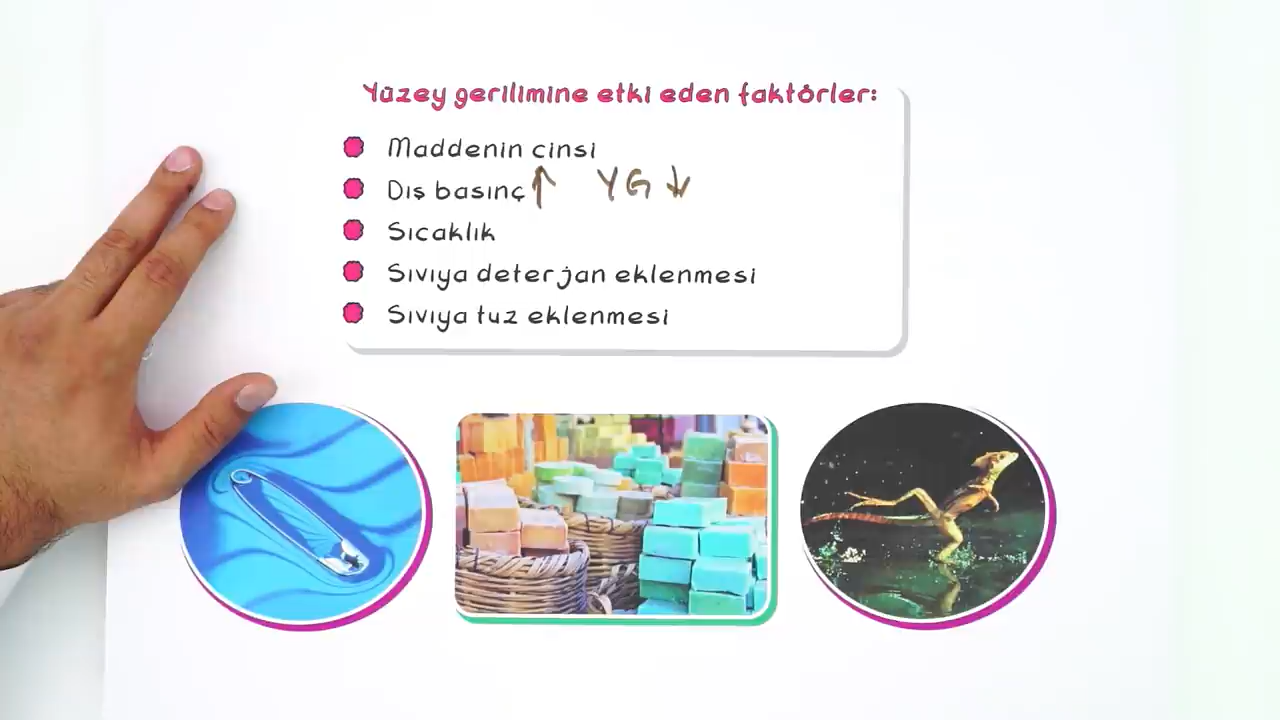 Yüzey gerilimine etki eden faktörler:
Maddenin cinsi
Dış basınç ↑ YG ↓
Sıcaklık
Sıvıya deterjan eklenmesi
Sıvıya tuz eklenmesi